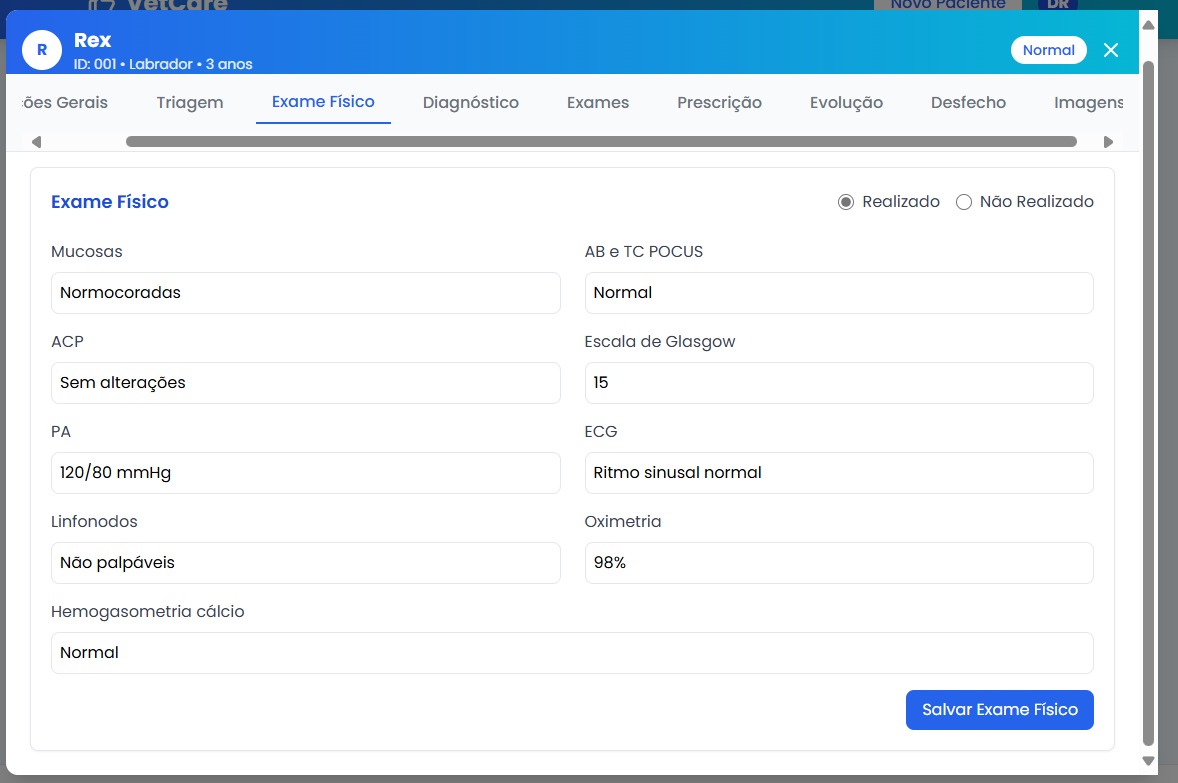 VetCare
Novo Paciente
DR
R
Rex
ID: 001 • Labrador • 3 anos
Normal
ões Gerais
Triagem
Exame Físico
Diagnóstico
Exames
Prescrição
Evolução
Desfecho
Imagens
Exame Físico
Realizado
Não Realizado
Mucosas
AB e TC POCUS
Normocoradas
Normal
ACP
Escala de Glasgow
Sem alterações
15
PA
ECG
120/80 mmHg
Ritmo sinusal normal
Linfonodos
Oximetria
Não palpáveis
98%
Hemogasometria cálcio
Normal
Salvar Exame Físico